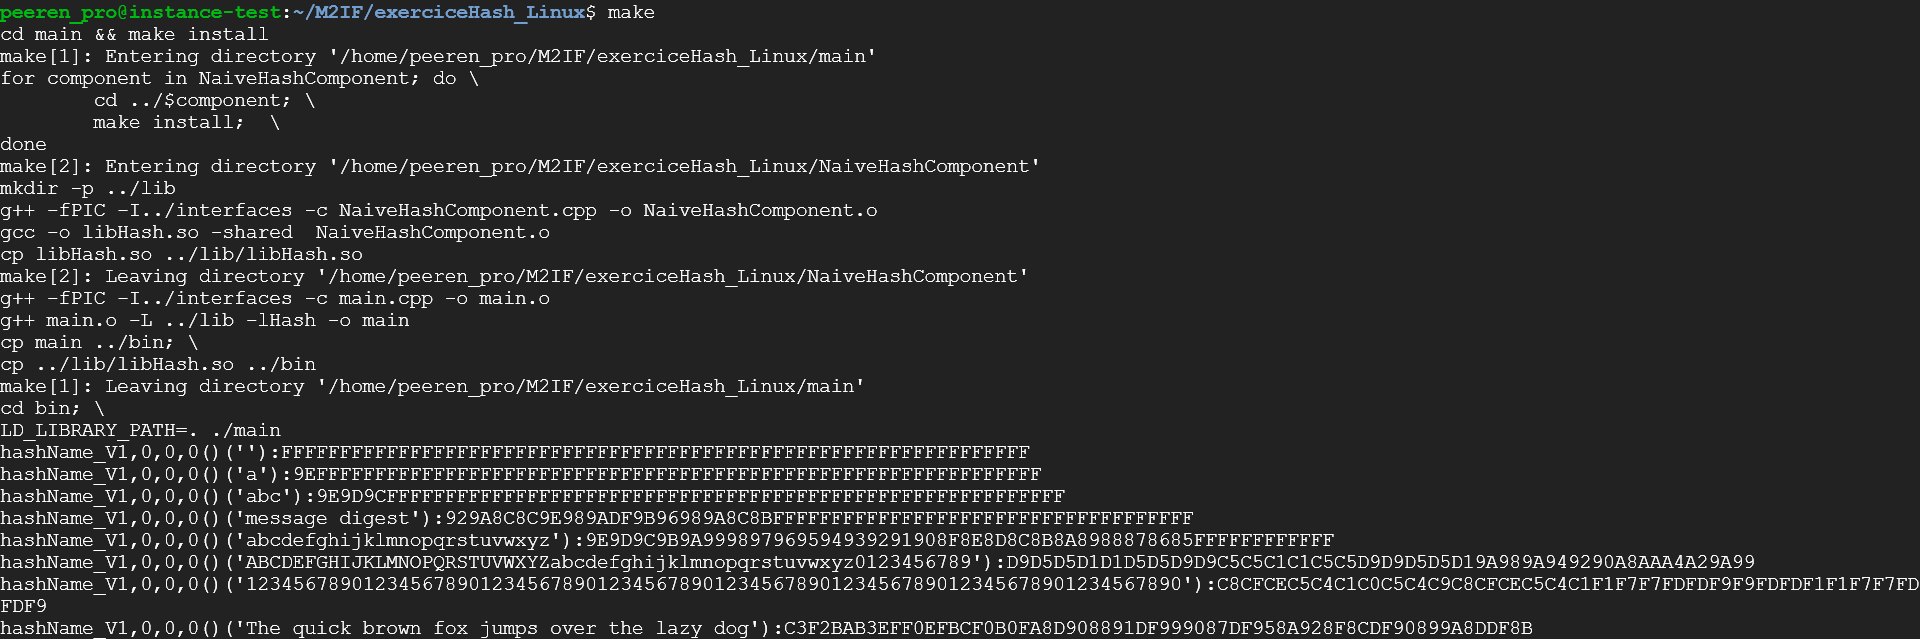 peeren_pro@instance-test:~/M2IF/exerciceHash_Linux$ make
cd main && make install
make[1]: Entering directory '/home/peeren_pro/M2IF/exerciceHash_Linux/main'
for component in NaiveHashComponent; do \
        cd ../$component; \
        make install;  \
done
make[2]: Entering directory '/home/peeren_pro/M2IF/exerciceHash_Linux/NaiveHashComponent'
mkdir -p ../lib
g++ -fPIC -I../interfaces -c NaiveHashComponent.cpp -o NaiveHashComponent.o
gcc -o libHash.so -shared  NaiveHashComponent.o
cp libHash.so ../lib/libHash.so
make[2]: Leaving directory '/home/peeren_pro/M2IF/exerciceHash_Linux/NaiveHashComponent'
g++ -fPIC -I../interfaces -c main.cpp -o main.o
g++ main.o -L ../lib -lHash -o main
cp main ../bin; \
cp ../lib/libHash.so ../bin
make[1]: Leaving directory '/home/peeren_pro/M2IF/exerciceHash_Linux/main'
cd bin; \
LD_LIBRARY_PATH=. ./main
hashName_V1,0,0,0()(''):FFFFFFFFFFFFFFFFFFFFFFFFFFFFFFFFFFFFFFFFFFFFFFFFFFFFFFFFFFFFFFFF
hashName_V1,0,0,0()('a'):9EFFFFFFFFFFFFFFFFFFFFFFFFFFFFFFFFFFFFFFFFFFFFFFFFFFFFFFFFFFFFFF
hashName_V1,0,0,0()('abc'):9E9D9CFFFFFFFFFFFFFFFFFFFFFFFFFFFFFFFFFFFFFFFFFFFFFFFFFFFFFFFFFF
hashName_V1,0,0,0()('message digest'):929A8C8C9E989ADF9B96989A8C8BFFFFFFFFFFFFFFFFFFFFFFFFFFFFFFFFFFFF
hashName_V1,0,0,0()('abcdefghijklmnopqrstuvwxyz'):9E9D9C9B9A999897969594939291908F8E8D8C8B8A8988878685FFFFFFFFFFFF
hashName_V1,0,0,0()('ABCDEFGHIJKLMNOPQRSTUVWXYZabcdefghijklmnopqrstuvwxyz0123456789'):D9D5D5D1D1D5D5D9D9C5C5C1C1C5C5D9D9D5D5D19A989A949290A8AAA4A29A99
hashName_V1,0,0,0()('12345678901234567890123456789012345678901234567890123456789012345678901234567890'):C8CFCEC5C4C1C0C5C4C9C8CFCEC5C4C1F1F7F7FDFDF9F9FDFDF1F1F7F7FD
FDF9
hashName_V1,0,0,0()('The quick brown fox jumps over the lazy dog'):C3F2BAB3EFF0EFBCF0B0FA8D908891DF999087DF958A928F8CDF90899A8DDF8B